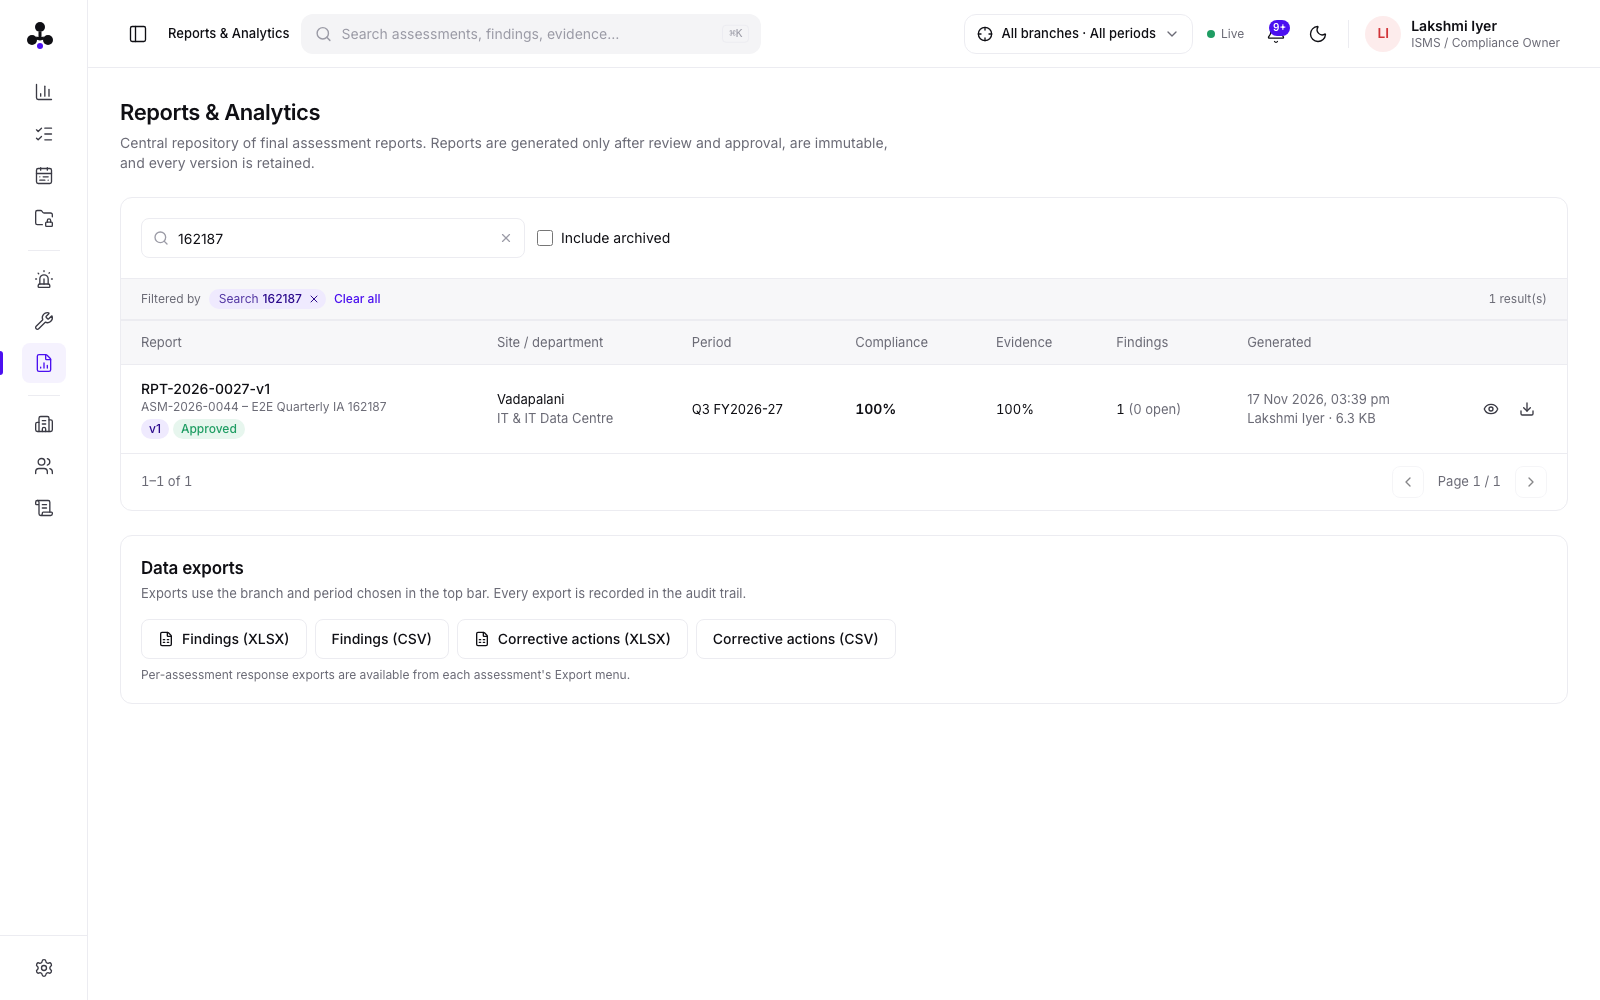 Reports & Analytics
Search assessments, findings, evidence...
⌘K
All branches · All periods
Live
9+
LI
Lakshmi Iyer
ISMS / Compliance Owner
Reports & Analytics
Central repository of final assessment reports. Reports are generated only after review and approval, are immutable,
and every version is retained.
162187
Include archived
Filtered by
Search 162187
Clear all
1 result(s)
Report
Site / department
Period
Compliance
Evidence
Findings
Generated
RPT-2026-0027-v1
ASM-2026-0044 – E2E Quarterly IA 162187
v1
Approved
Vadapalani
IT & IT Data Centre
Q3 FY2026-27
100%
100%
1 (0 open)
17 Nov 2026, 03:39 pm
Lakshmi Iyer · 6.3 KB
1–1 of 1
Page 1 / 1
Data exports
Exports use the branch and period chosen in the top bar. Every export is recorded in the audit trail.
Findings (XLSX)
Findings (CSV)
Corrective actions (XLSX)
Corrective actions (CSV)
Per-assessment response exports are available from each assessment's Export menu.